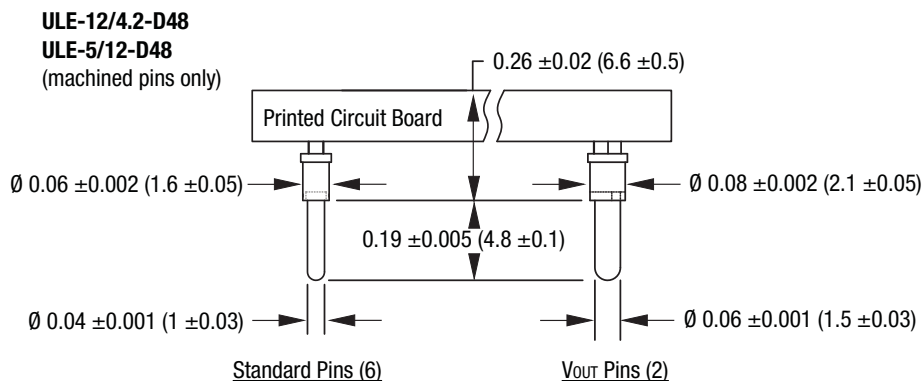 ULE-12/4.2-D48
ULE-5/12-D48
(machined pins only)
0.26 ±0.02 (6.6 ±0.5)
Printed Circuit Board
Ø 0.06 ±0.002 (1.6 ±0.05)
Ø 0.08 ±0.002 (2.1 ±0.05)
0.19 ±0.005 (4.8 ±0.1)
Ø 0.04 ±0.001 (1 ±0.03)
Ø 0.06 ±0.001 (1.5 ±0.03)
Standard Pins (6)
VOUT Pins (2)